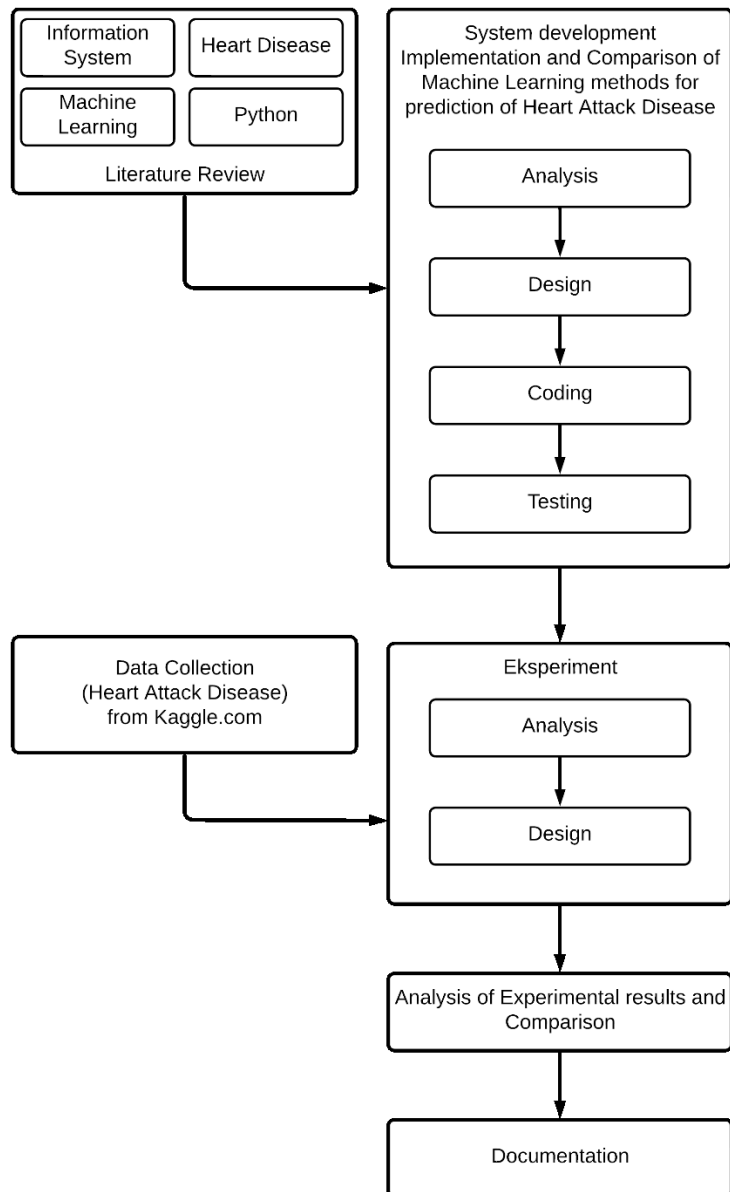 Information
System
Heart Disease
Machine
Learning
Python
Literature Review
System development
Implementation and Comparison of
Machine Learning methods for
prediction of Heart Attack Disease
Analysis
Design
Coding
Testing
Data Collection
(Heart Attack Disease)
from Kaggle.com
Eksperiment
Analysis
Design
Analysis of Experimental results and
Comparison
Documentation